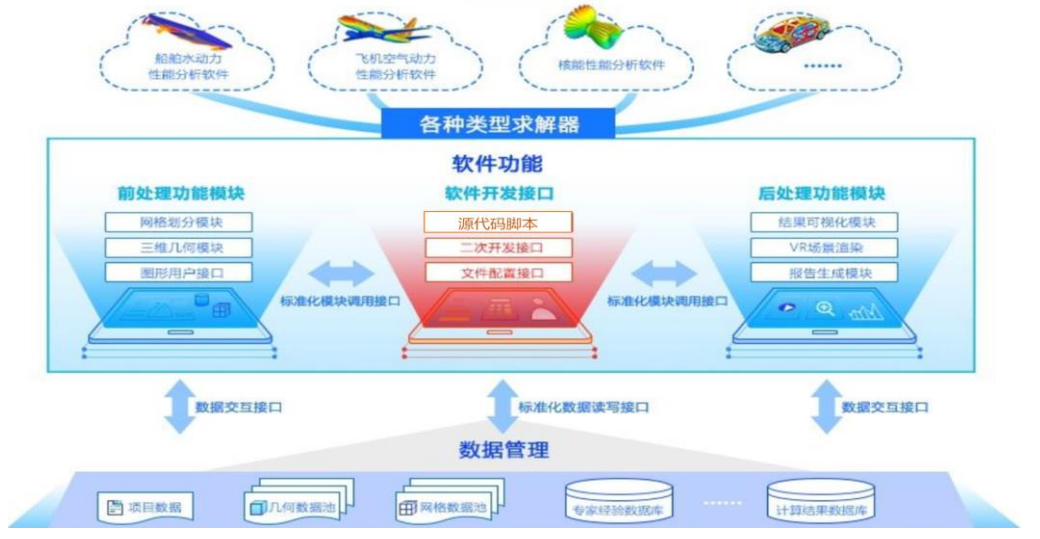 船舶水动力
性能分析软件
飞机空气动力
性能分析软件
核能性能分析软件
……
各种类型求解器
软件功能
前处理功能模块
网格划分模块
三维几何模块
图形用户接口
标准化模块调用接口
软件开发接口
源代码脚本
二次开发接口
文件配置接口
标准化模块调用接口
后处理功能模块
结果可视化模块
VR场景渲染
报告生成模块
数据交互接口
标准化数据读写接口
数据交互接口
数据管理
项目数据
几何数据池
网格数据池
专家经验数据库
……
计算结果数据库